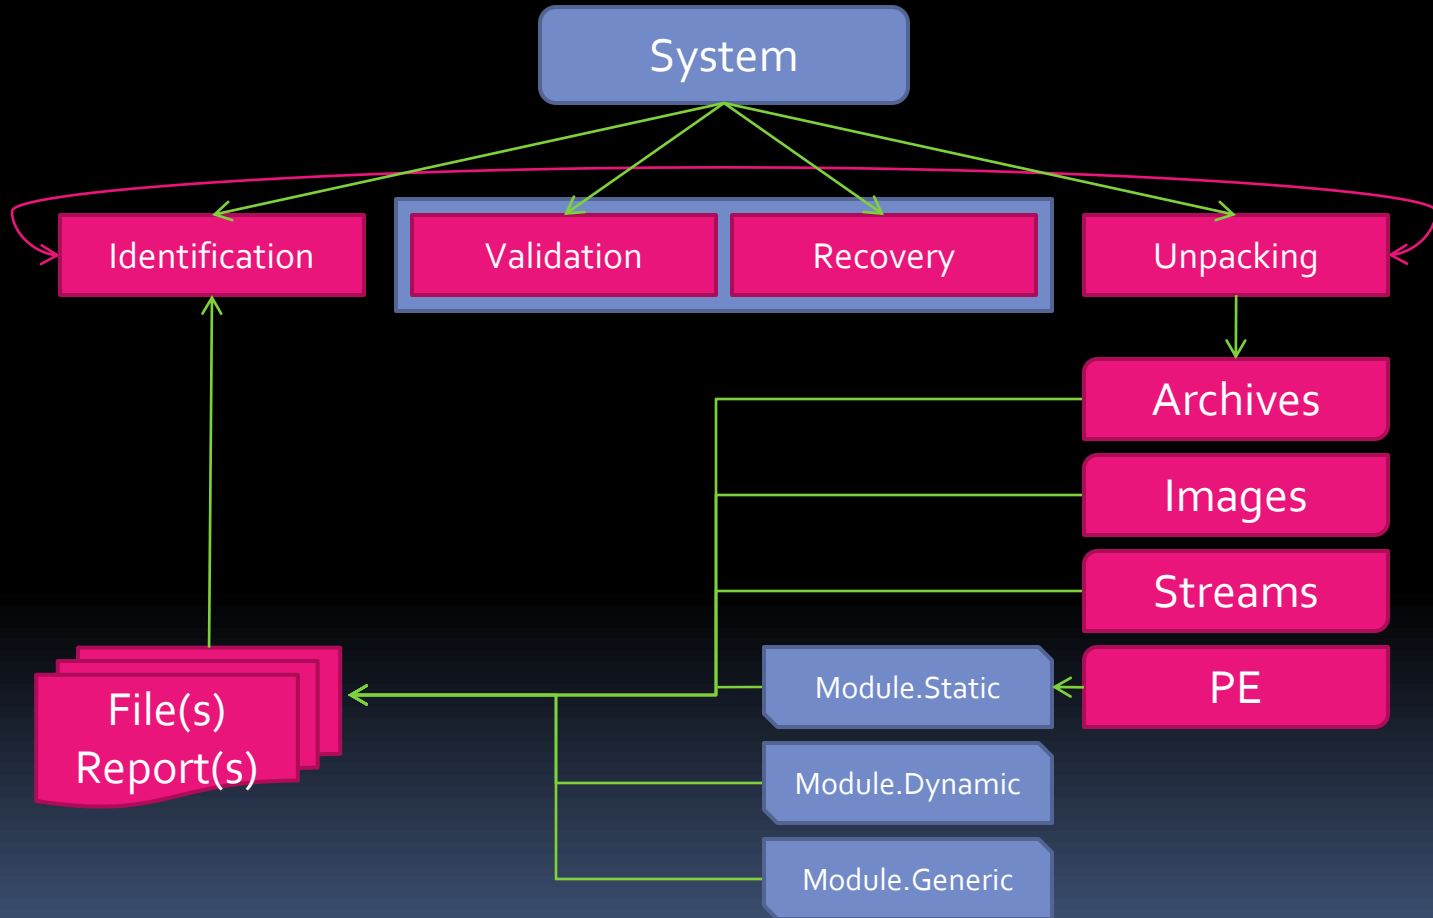 System
Identification
Validation
Recovery
Unpacking
Archives
Images
Streams
PE
Module.Static
Module.Dynamic
Module.Generic
File(s)
Report(s)